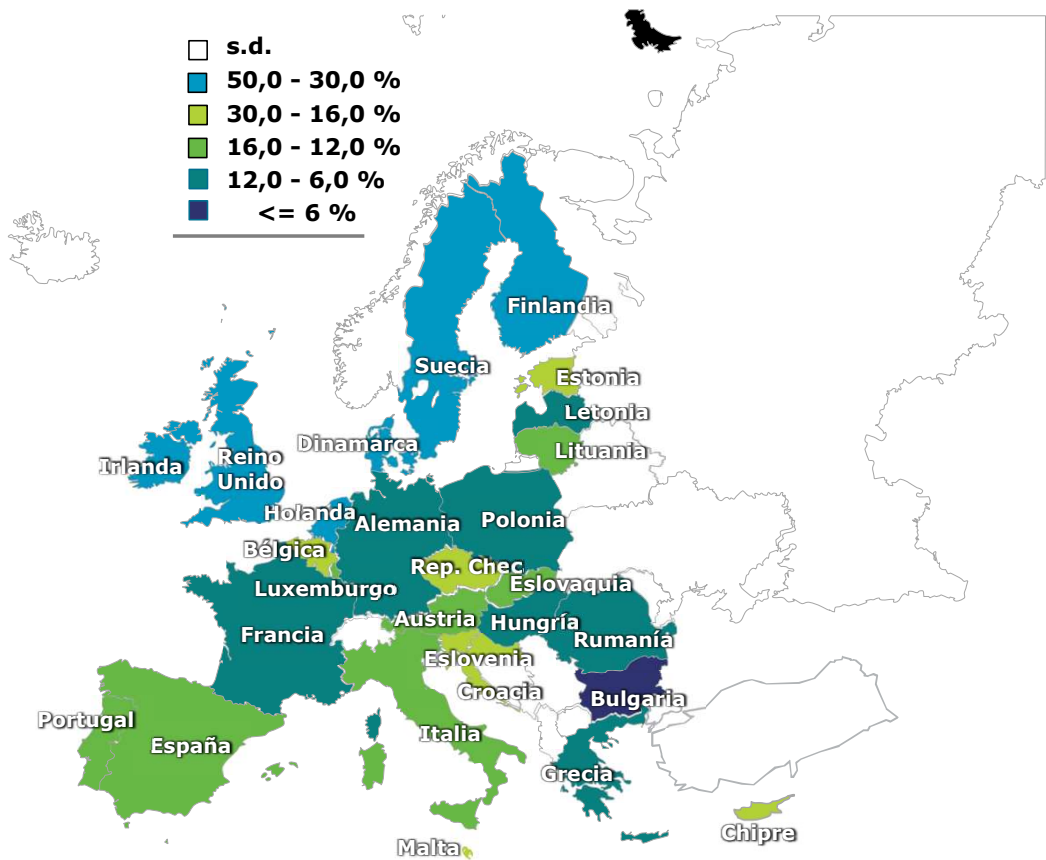 s.d.
50,0 - 30,0 %
30,0 - 16,0 %
16,0 - 12,0 %
12,0 - 6,0 %
<= 6 %
Finlandia
Suecia
Estonia
Letonia
Dinamarca
Lituania
Irlanda
Reino
Unido
Holanda
Alemania
Polonia
Bélgica
Rep. Chec
Luxemburgo
Eslovaquia
Austria
Hungría
Francia
Rumanía
Eslovenia
Croacia
Bulgaria
Portugal
España
Italia
Grecia
Chipre
Malta